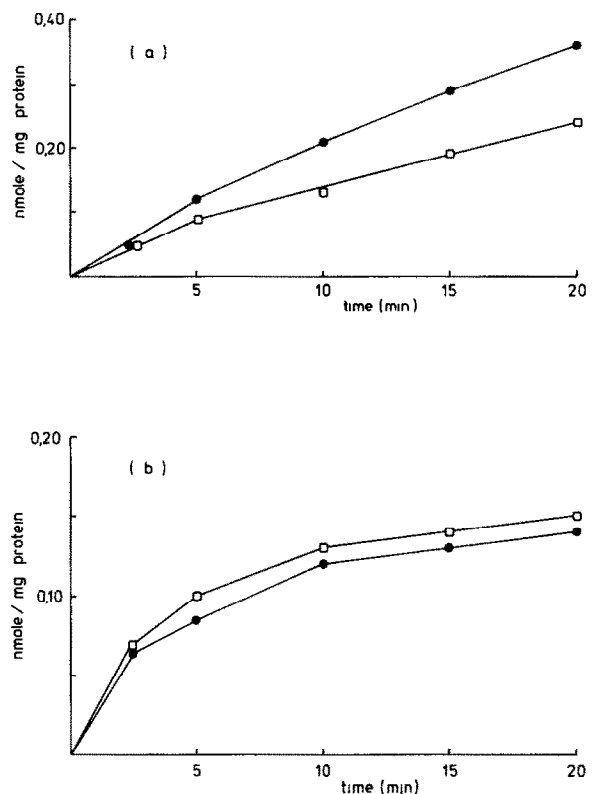 0,40
( a )
nmole / mg protein
0,20
5 10 15 20
time (min)
0,20
( b )
nmole / mg protein
0,10
5 10 15 20
time (min)